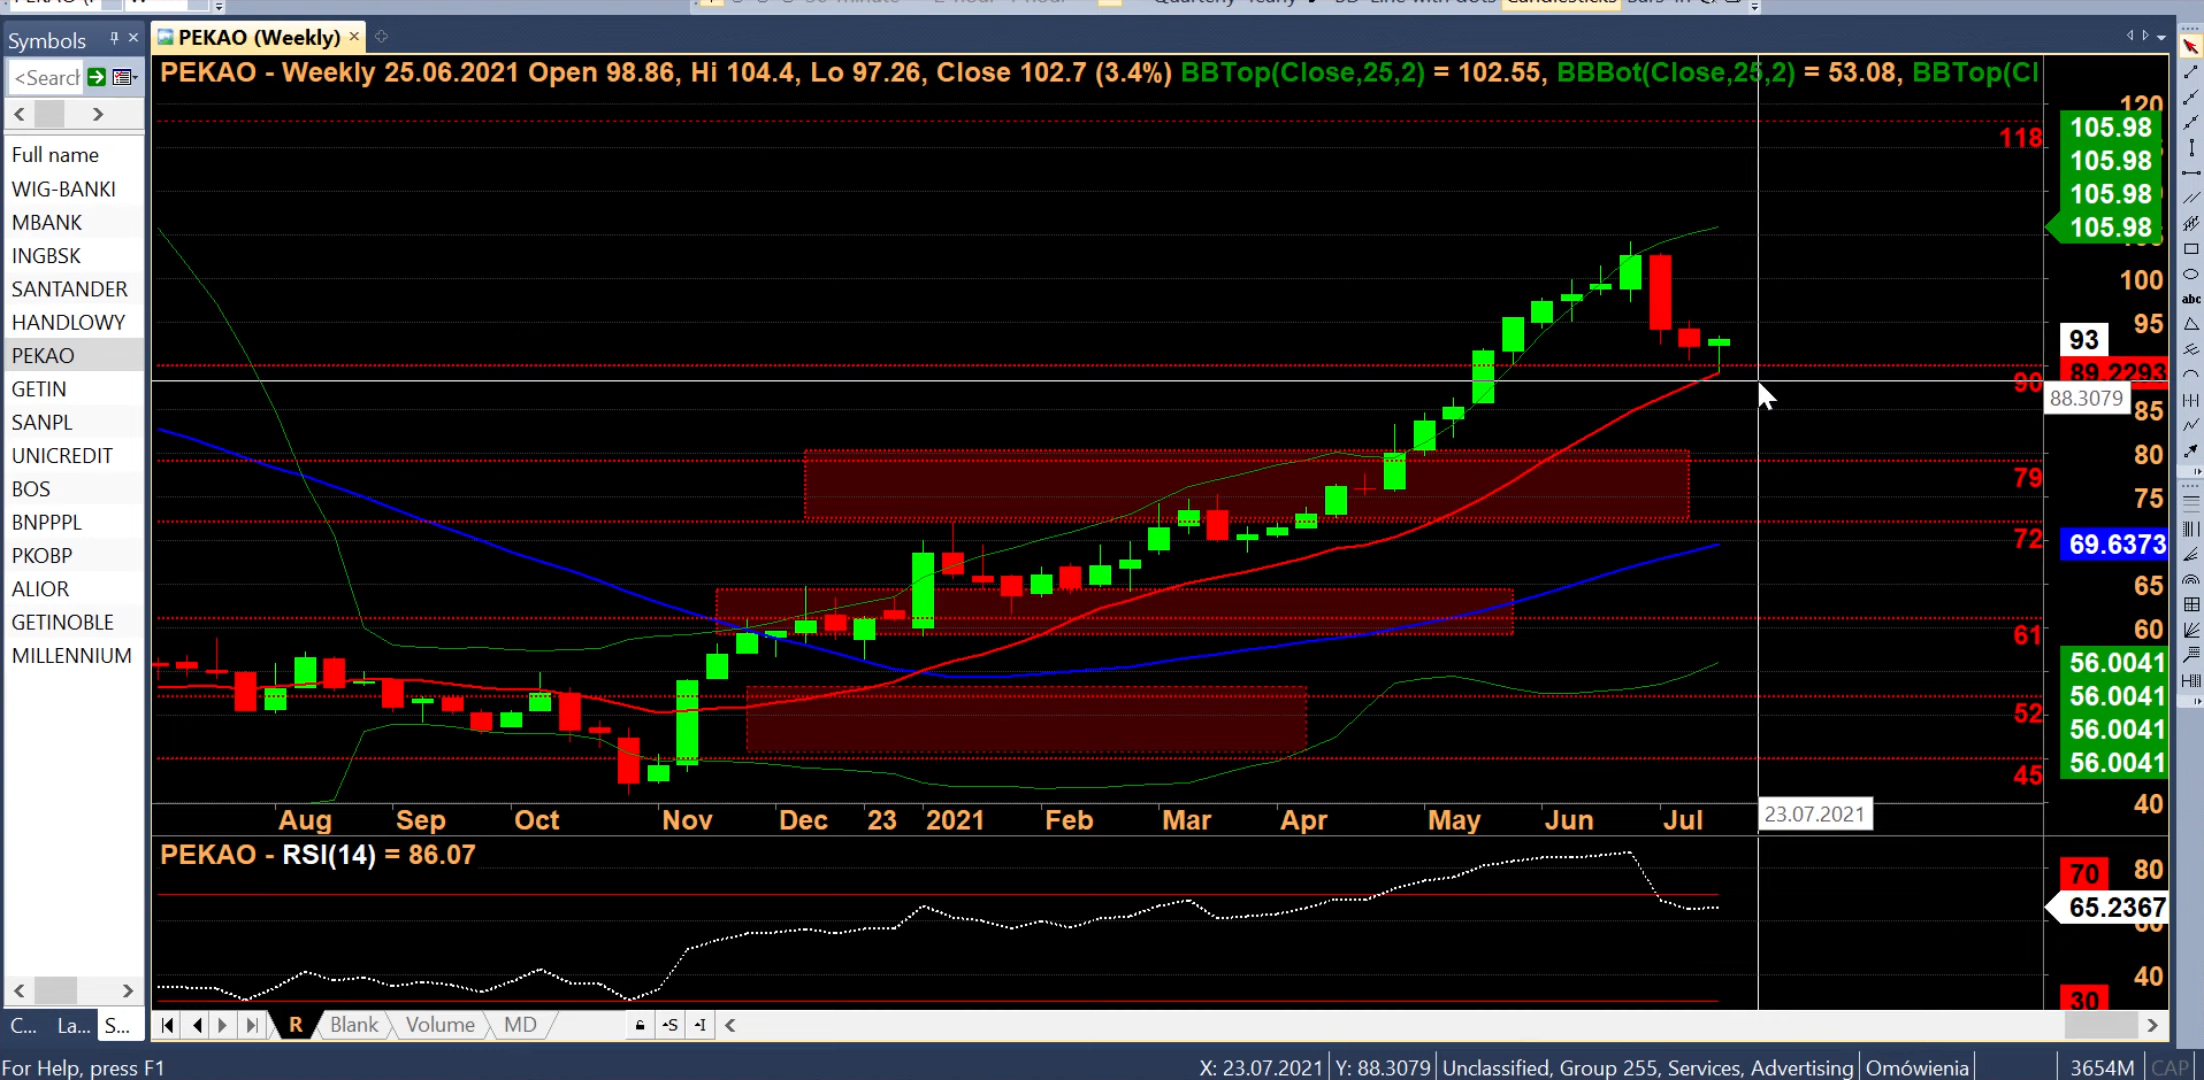 Symbols
PEKAO (Weekly)
<Search
Full name
WIG-BANKI
MBANK
INGBSK
SANTANDER
HANDLOWY
PEKAO
GETIN
SANPL
UNICREDIT
BOS
BNPPPL
PKOBP
ALIOR
GETINOBLE
MILLENNIUM
C... La... S...
PEKAO - Weekly 25.06.2021 Open 98.86, Hi 104.4, Lo 97.26, Close 102.7 (3.4%) BBTop(Close,25,2) = 102.55, BBBot(Close,25,2) = 53.08, BBTop(Cl
120
118
105.98
105.98
105.98
105.98
100
95
93
89.2293
90
88.3079
85
80
79
75
72
69.6373
65
61
60
56.0041
56.0041
56.0041
56.0041
52
45
40
Aug Sep Oct Nov Dec 23 2021 Feb Mar Apr May Jun Jul
23.07.2021
PEKAO - RSI(14) = 86.07
70
80
65.2367
60
40
30
R Blank Volume MD
S I
abc
For Help, press F1
X: 23.07.2021 Y: 88.3079 Unclassified, Group 255, Services, Advertising Omówienia 3654M CAP